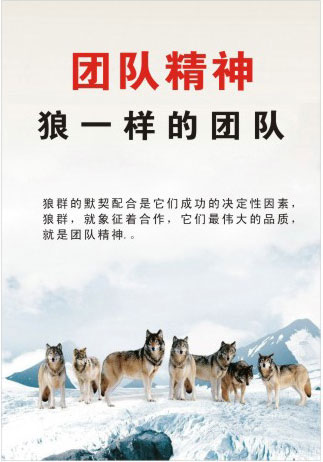 团队精神
狼一样的团队
狼群的默契配合是它们成功的决定性因素，
狼群，就象征着合作，它们最伟大的品质，
就是团队精神.。